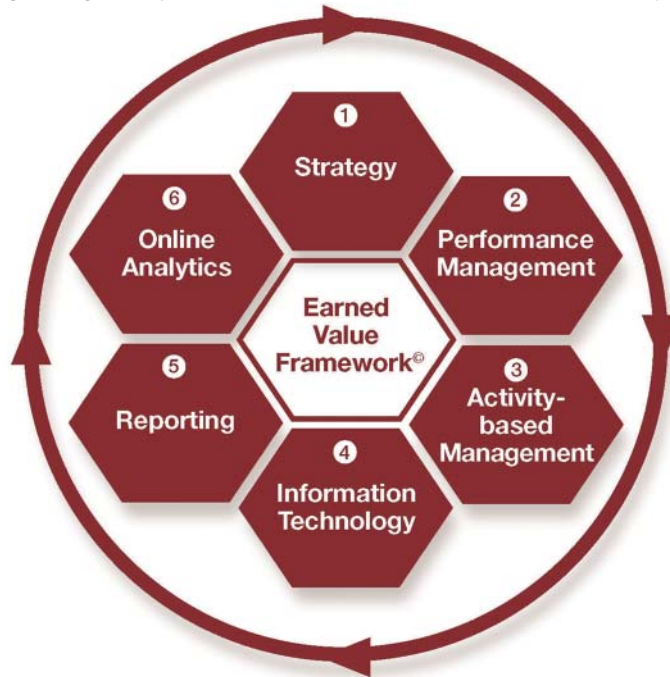 1
Strategy
2
Performance
Management
3
Activity-
based
Management
4
Information
Technology
5
Reporting
6
Online
Analytics
Earned
Value
Framework©